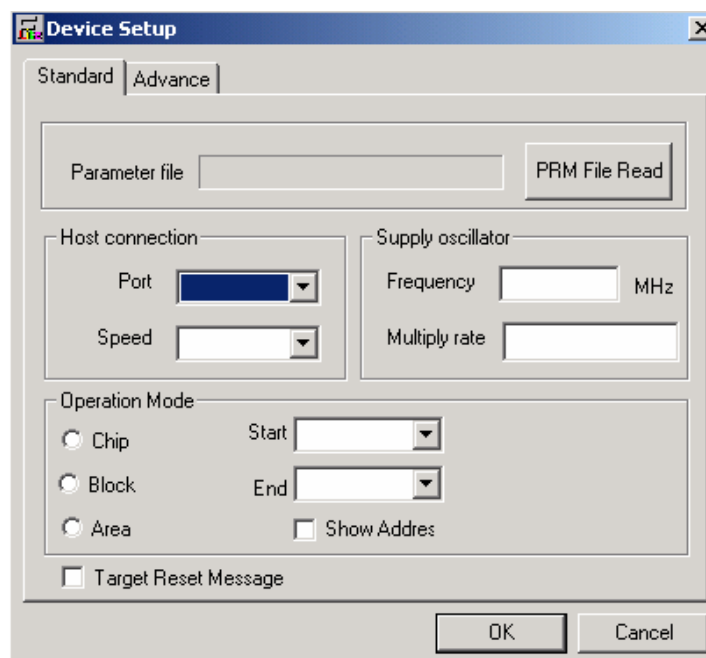 Device Setup
Standard Advance
Parameter file PRM File Read
Host connection
Port
Speed
Supply oscillator
Frequency MHz
Multiply rate
Operation Mode
Chip Start
Block End
Area Show Addres
Target Reset Message
OK Cancel